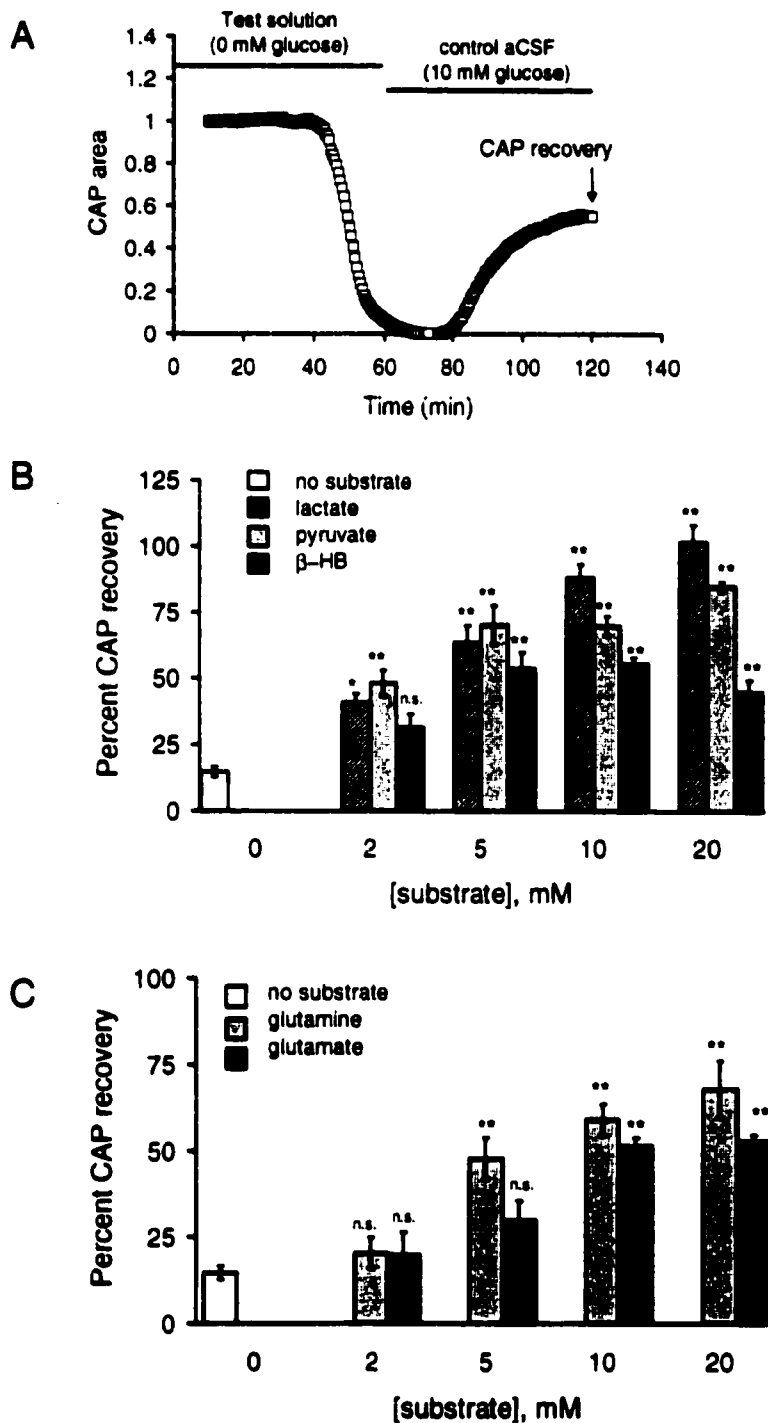 A
Test solution
(0 mM glucose)
control aCSF
(10 mM glucose)
CAP recovery
CAP area
1.4
1.2
1
0.8
0.6
0.4
0.2
0
0 20 40 60 80 100 120 140
Time (min)
B
no substrate
lactate
pyruvate
β-HB
Percent CAP recovery
125
100
75
50
25
0
* ** n.s. ** ** ** ** ** ** ** ** **
0 2 5 10 20
[substrate], mM
C
no substrate
glutamine
glutamate
Percent CAP recovery
100
75
50
25
0
n.s. n.s. ** n.s. ** ** ** **
0 2 5 10 20
[substrate], mM